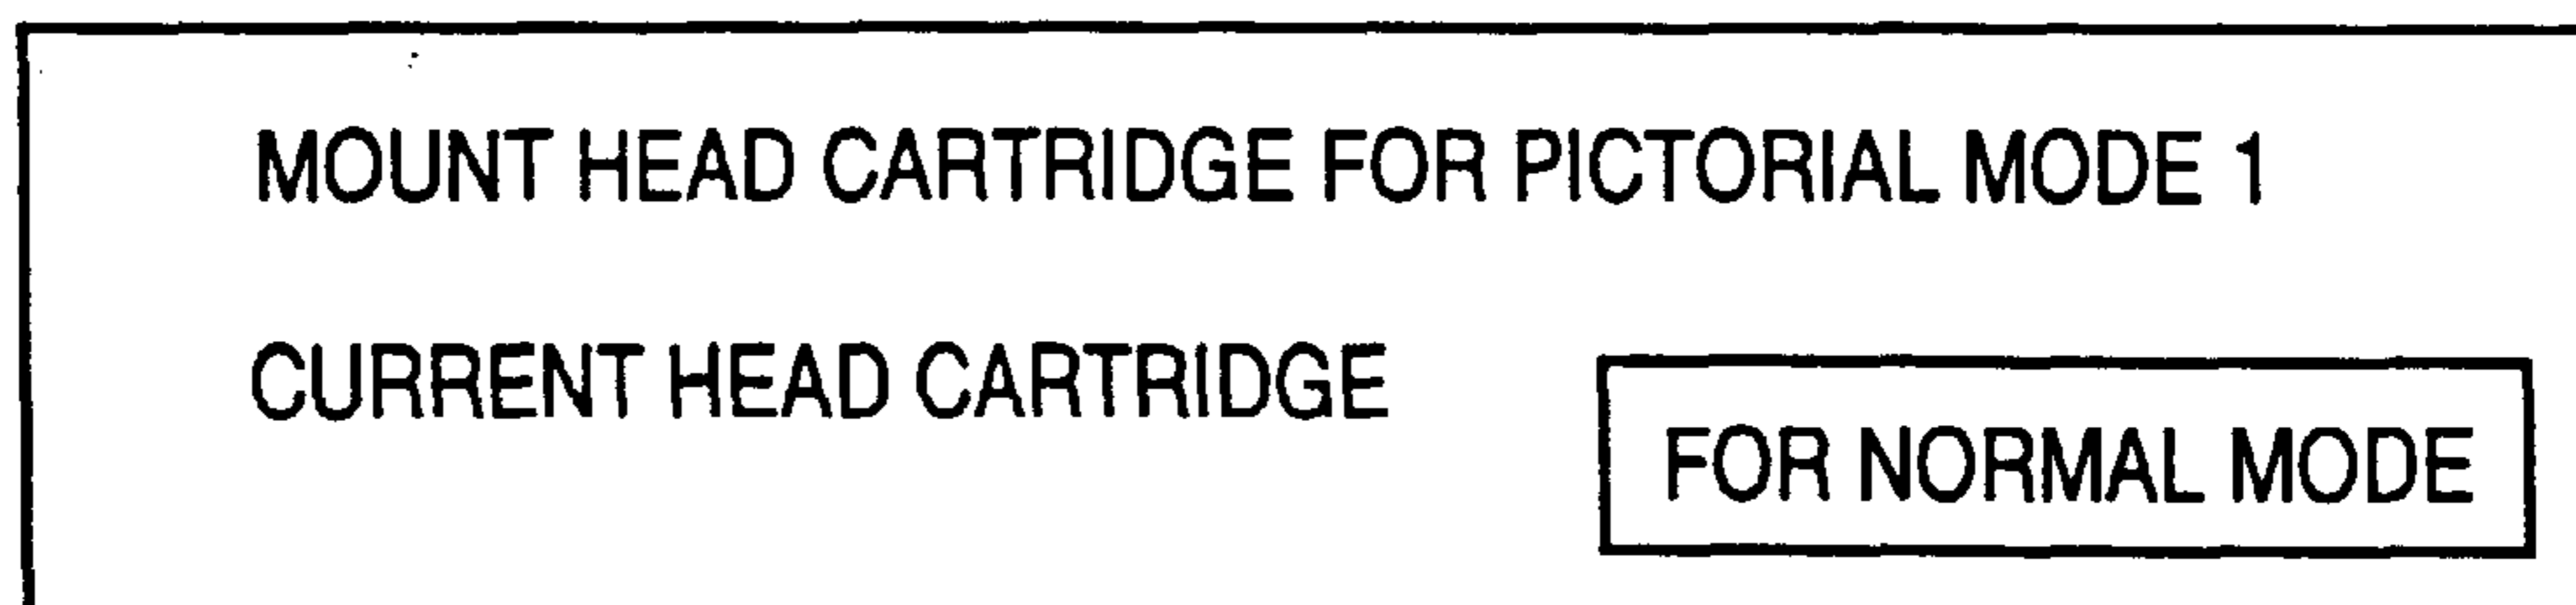 MOUNT HEAD CARTRIDGE FOR PICTORIAL MODE 1
CURRENT HEAD CARTRIDGE
FOR NORMAL MODE